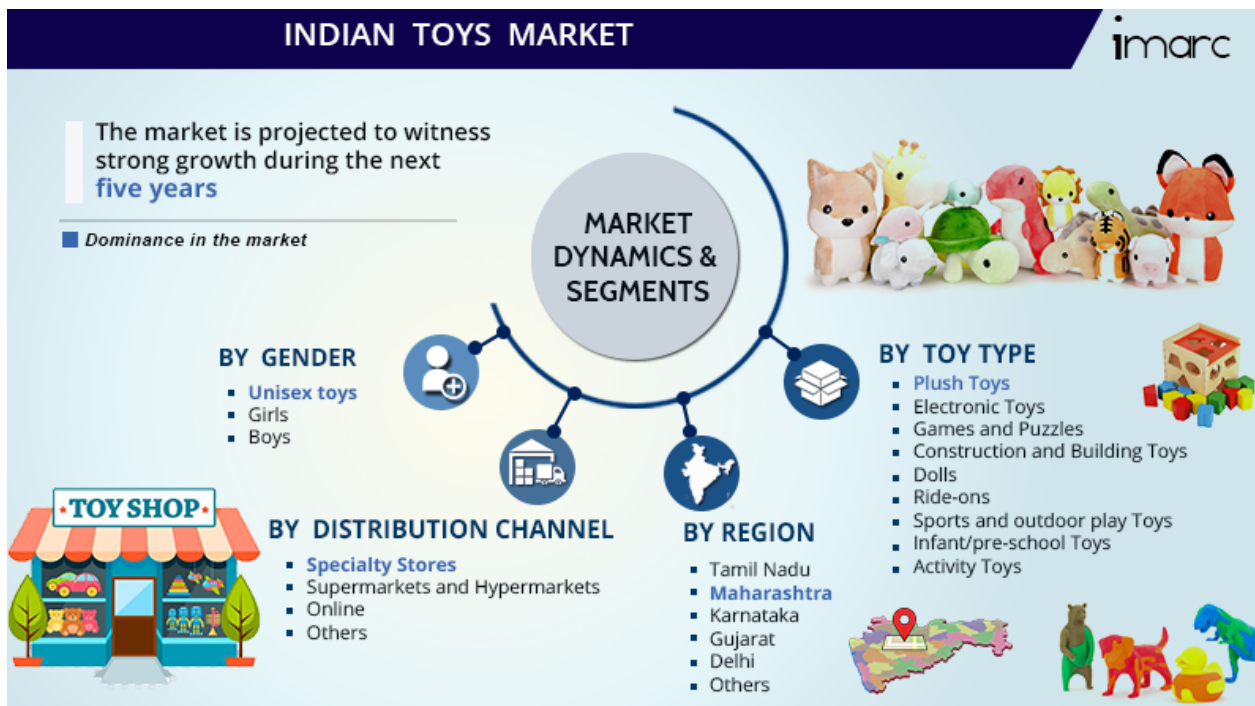 INDIAN TOYS MARKET
imarc
The market is projected to witness
strong growth during the next
five years
Dominance in the market
MARKET
DYNAMICS &
SEGMENTS
BY GENDER
Unisex toys
Girls
Boys
BY DISTRIBUTION CHANNEL
Specialty Stores
Supermarkets and Hypermarkets
Online
Others
BY REGION
Tamil Nadu
Maharashtra
Karnataka
Gujarat
Delhi
Others
BY TOY TYPE
Plush Toys
Electronic Toys
Games and Puzzles
Construction and Building Toys
Dolls
Ride-ons
Sports and outdoor play Toys
Infant/pre-school Toys
Activity Toys
TOY SHOP